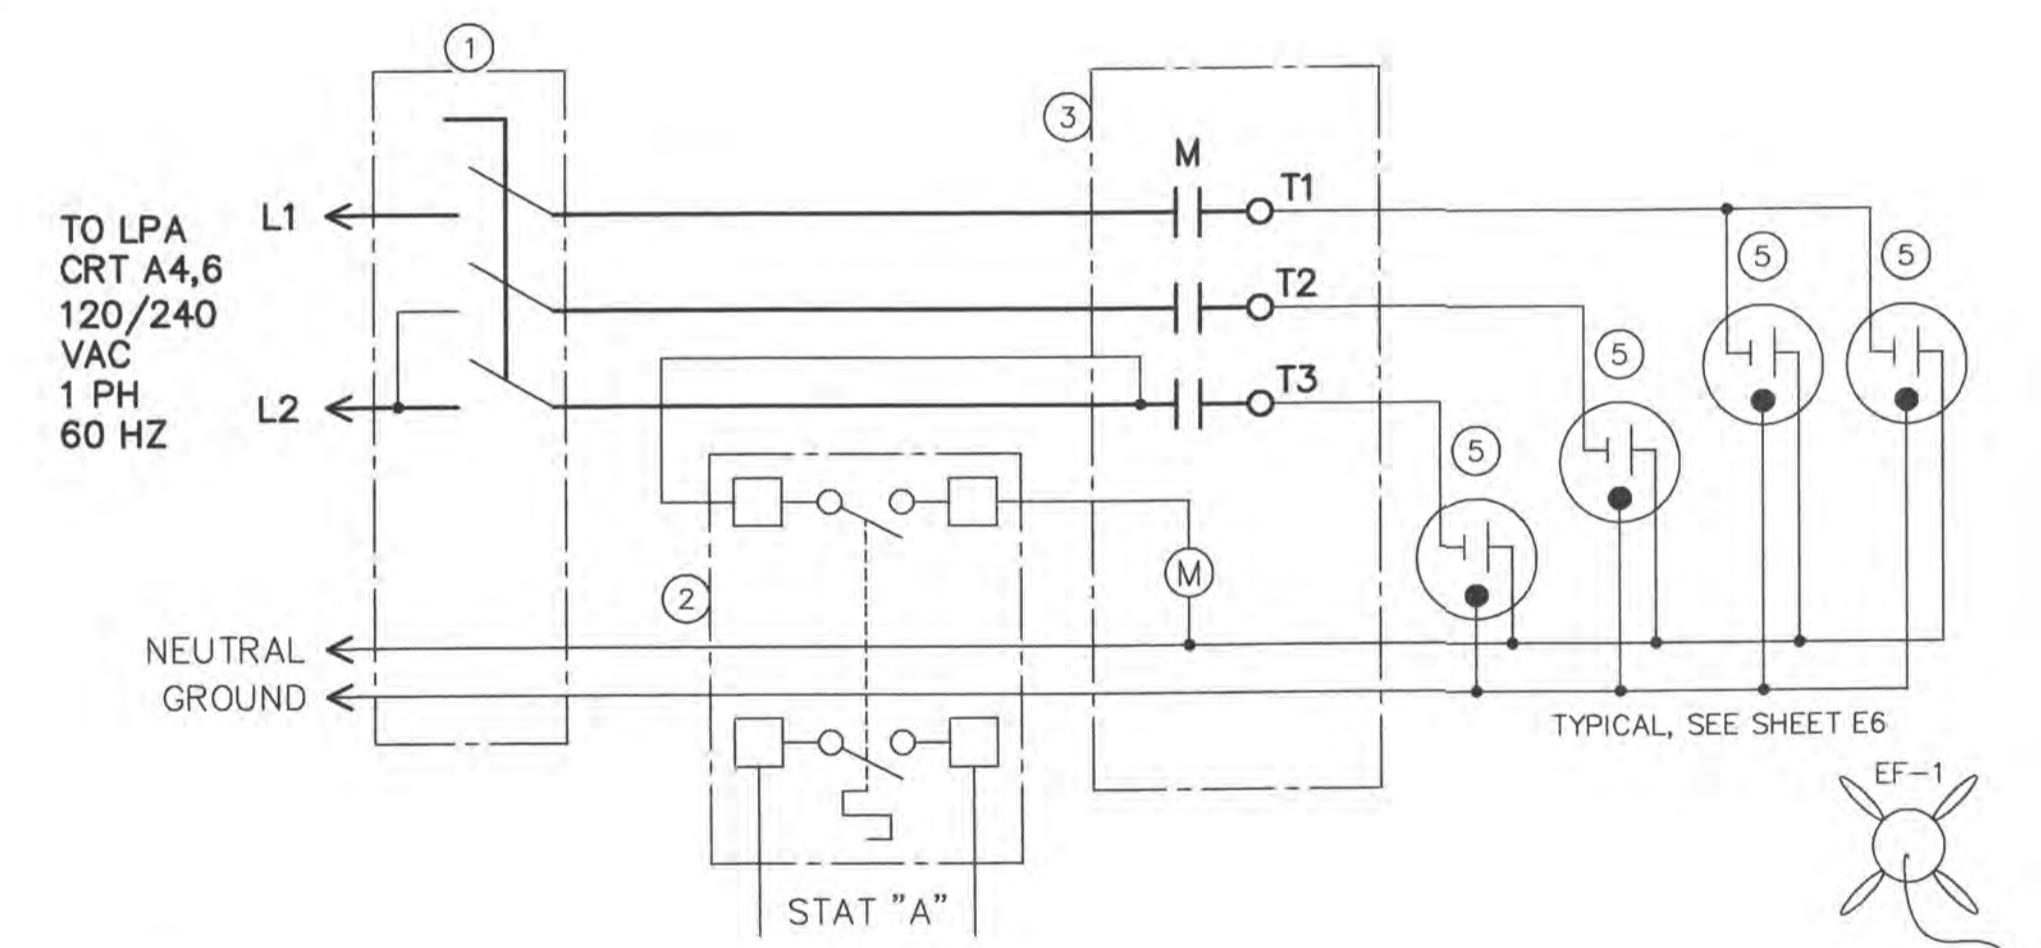 1
3
M
T1
L1
TO LPA
CRT A4,6
120/240
VAC
1 PH
60 HZ
5
5
T2
5
T3
L2
5
2
M
NEUTRAL
GROUND
TYPICAL, SEE SHEET E6
EF-1
STAT "A"